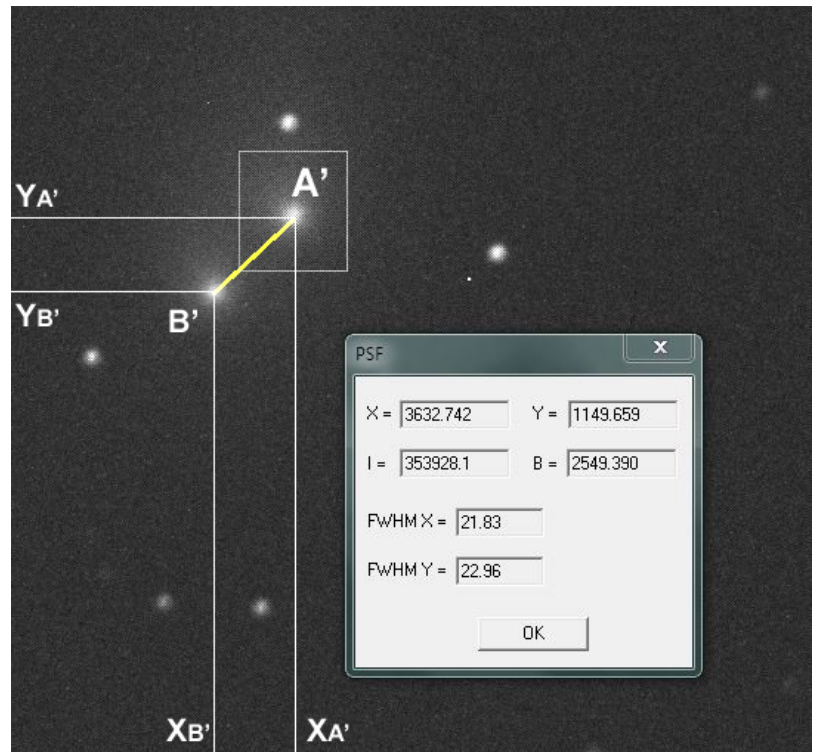 A'
YA'
YB'
B'
PSF
x
X = 3632.742 Y = 1149.659
I = 353928.1 B = 2549.390
FWHM X = 21.83
FWHM Y = 22.96
OK
XB' XA'